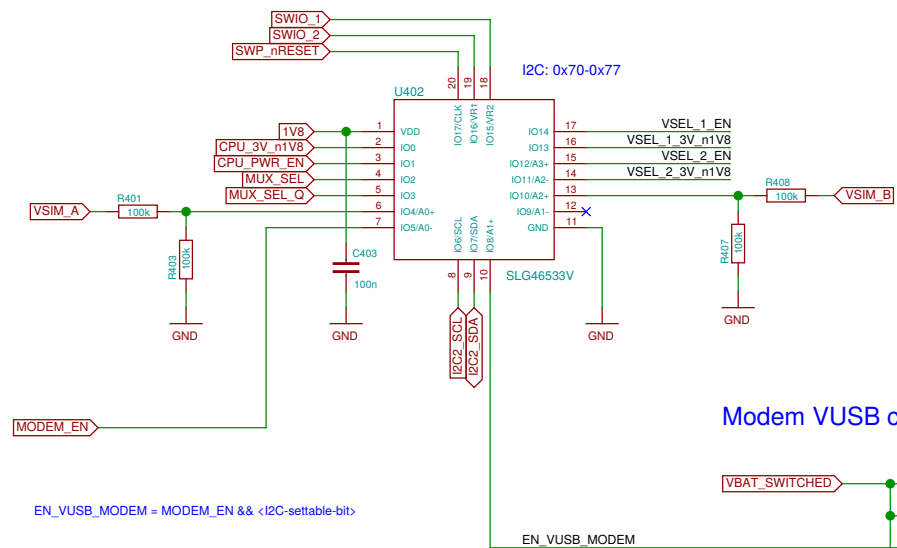 SWIO_1
SWIO_2
SWP_nRESET
I2C: 0x70-0x77
20
19
18
U402
IO17/CLK
IO16/VR1
IO15/VR2
1V8
1
VDD
IO14
17
VSEL_1_EN
CPU_3V_n1V8
2
IO0
IO13
16
VSEL_1_3V_n1V8
CPU_PWR_EN
3
IO1
IO12/A3+
15
VSEL_2_EN
MUX_SEL
4
IO2
IO11/A2-
14
VSEL_2_3V_n1V8
MUX_SEL_Q
5
IO3
IO10/A2+
13
R408
100k
VSIM_B
VSIM_A
R401
100k
6
IO4/A0+
IO9/A1-
12
7
IO5/A0-
GND
11
R403
100k
C403
100n
IO6/SCL
IO7/SDA
IO8/A1+
8
9
10
SLG46533V
R407
100k
GND
GND
GND
I2C2_SCL
I2C2_SDA
MODEM_EN
Modem VUSB c
VBAT_SWITCHED
EN_VUSB_MODEM = MODEM_EN && <I2C-settable-bit>
EN_VUSB_MODEM